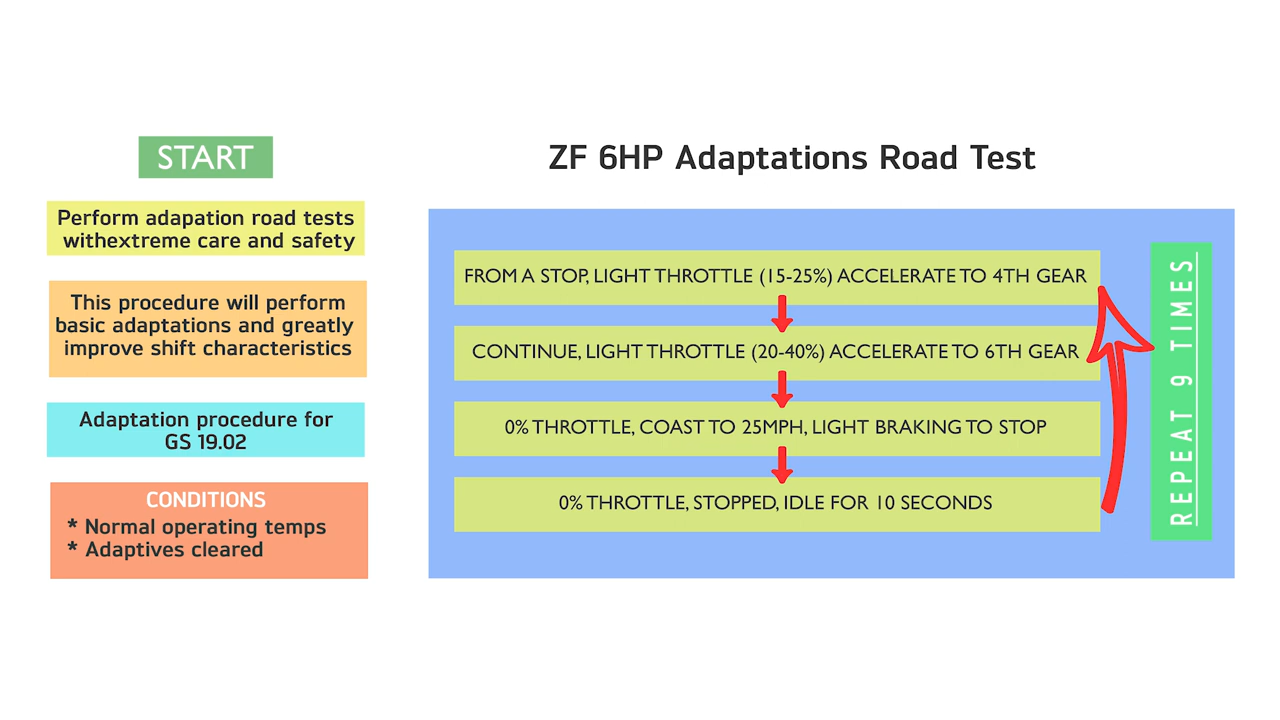 START
Perform adapation road tests
withextreme care and safety
This procedure will perform
basic adaptations and greatly
improve shift characteristics
Adaptation procedure for
GS 19.02
CONDITIONS
* Normal operating temps
* Adaptives cleared
ZF 6HP Adaptations Road Test
FROM A STOP, LIGHT THROTTLE (15-25%) ACCELERATE TO 4TH GEAR
CONTINUE, LIGHT THROTTLE (20-40%) ACCELERATE TO 6TH GEAR
0% THROTTLE, COAST TO 25MPH, LIGHT BRAKING TO STOP
0% THROTTLE, STOPPED, IDLE FOR 10 SECONDS
REPEAT 9 TIMES